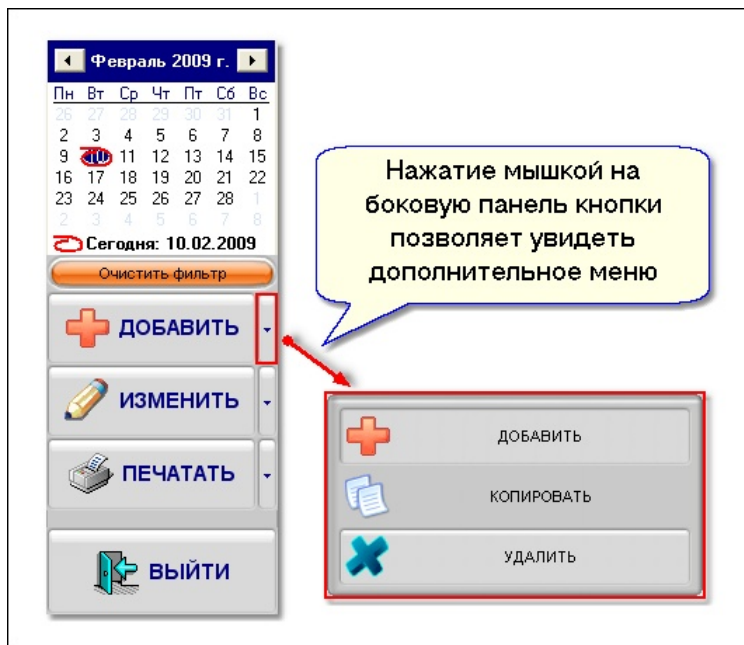 Февраль 2009 г.
Пн Вт Ср Чт Пт Сб Вс
26 27 28 29 30 31 1
2 3 4 5 6 7 8
9 10 11 12 13 14 15
16 17 18 19 20 21 22
23 24 25 26 27 28 1
2 3 4 5 6 7 8
Сегодня: 10.02.2009
Очистить фильтр
ДОБАВИТЬ
ИЗМЕНИТЬ
ПЕЧАТАТЬ
ВЫЙТИ
Нажатие мышкой на
боковую панель кнопки
позволяет увидеть
дополнительное меню
ДОБАВИТЬ
КОПИРОВАТЬ
УДАЛИТЬ